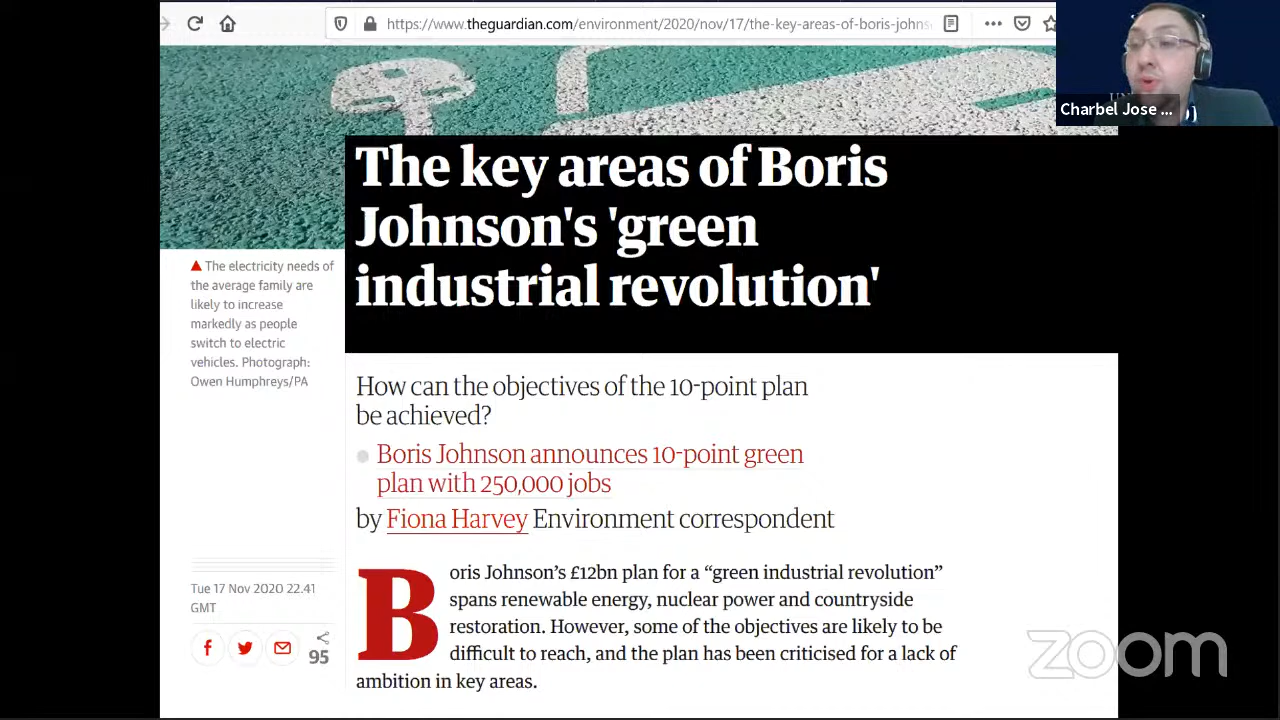 https://www.theguardian.com/environment/2020/nov/17/the-key-areas-of-boris-johns
Charbel Jose ...
The key areas of Boris
Johnson's 'green
industrial revolution'
The electricity needs of
the average family are
likely to increase
markedly as people
switch to electric
vehicles. Photograph:
Owen Humphreys/PA
How can the objectives of the 10-point plan
be achieved?
Boris Johnson announces 10-point green
plan with 250,000 jobs
by Fiona Harvey Environment correspondent
Tue 17 Nov 2020 22.41
GMT
95
Boris Johnson’s £12bn plan for a “green industrial revolution”
spans renewable energy, nuclear power and countryside
restoration. However, some of the objectives are likely to be
difficult to reach, and the plan has been criticised for a lack of
ambition in key areas.
zoom